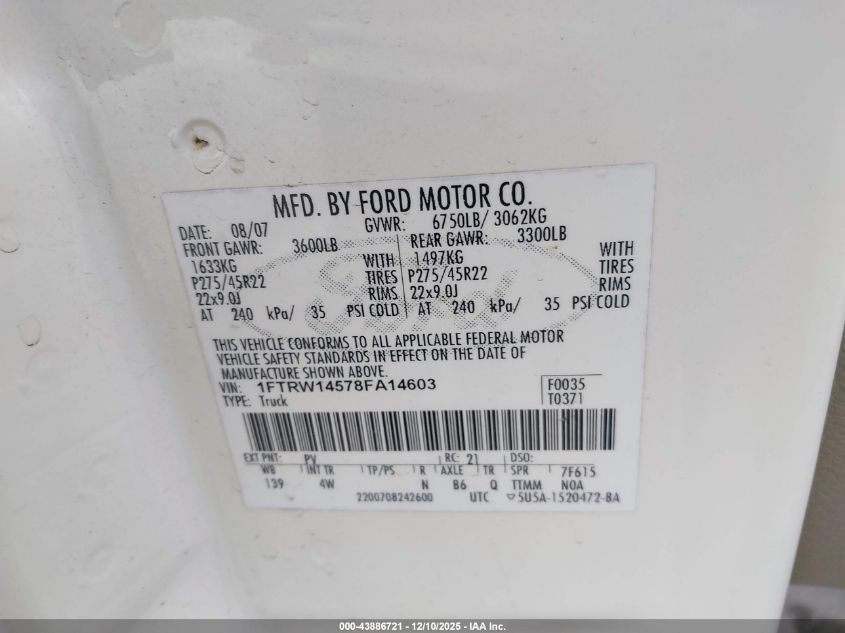 MFD. BY FORD MOTOR CO.
DATE: 08/07 GVWR: 6750LB/ 3062KG
FRONT GAWR: 3600LB REAR GAWR: 3300LB
1633KG WITH 1497KG WITH
P275/45R22 TIRES P275/45R22 TIRES
22x9.0J RIMS 22x9.0J RIMS
AT 240 kPa/ 35 PSI COLD AT 240 kPa/ 35 PSI COLD
THIS VEHICLE CONFORMS TO ALL APPLICABLE FEDERAL MOTOR
VEHICLE SAFETY STANDARDS IN EFFECT ON THE DATE OF
MANUFACTURE SHOWN ABOVE.
VIN: 1FTRW14578FA14603 F0035
TYPE: Truck T0371
EXT PNT: PV RC: 21 DSO:
WB INT TR TP/PS R AXLE TR SPR 7F615
139 4W N B6 Q TTMM NOA
2200708242600 UTC ▽5U5A-1520472-BA
Ford
000-43886721 - 12/10/2025 - IAA Inc.